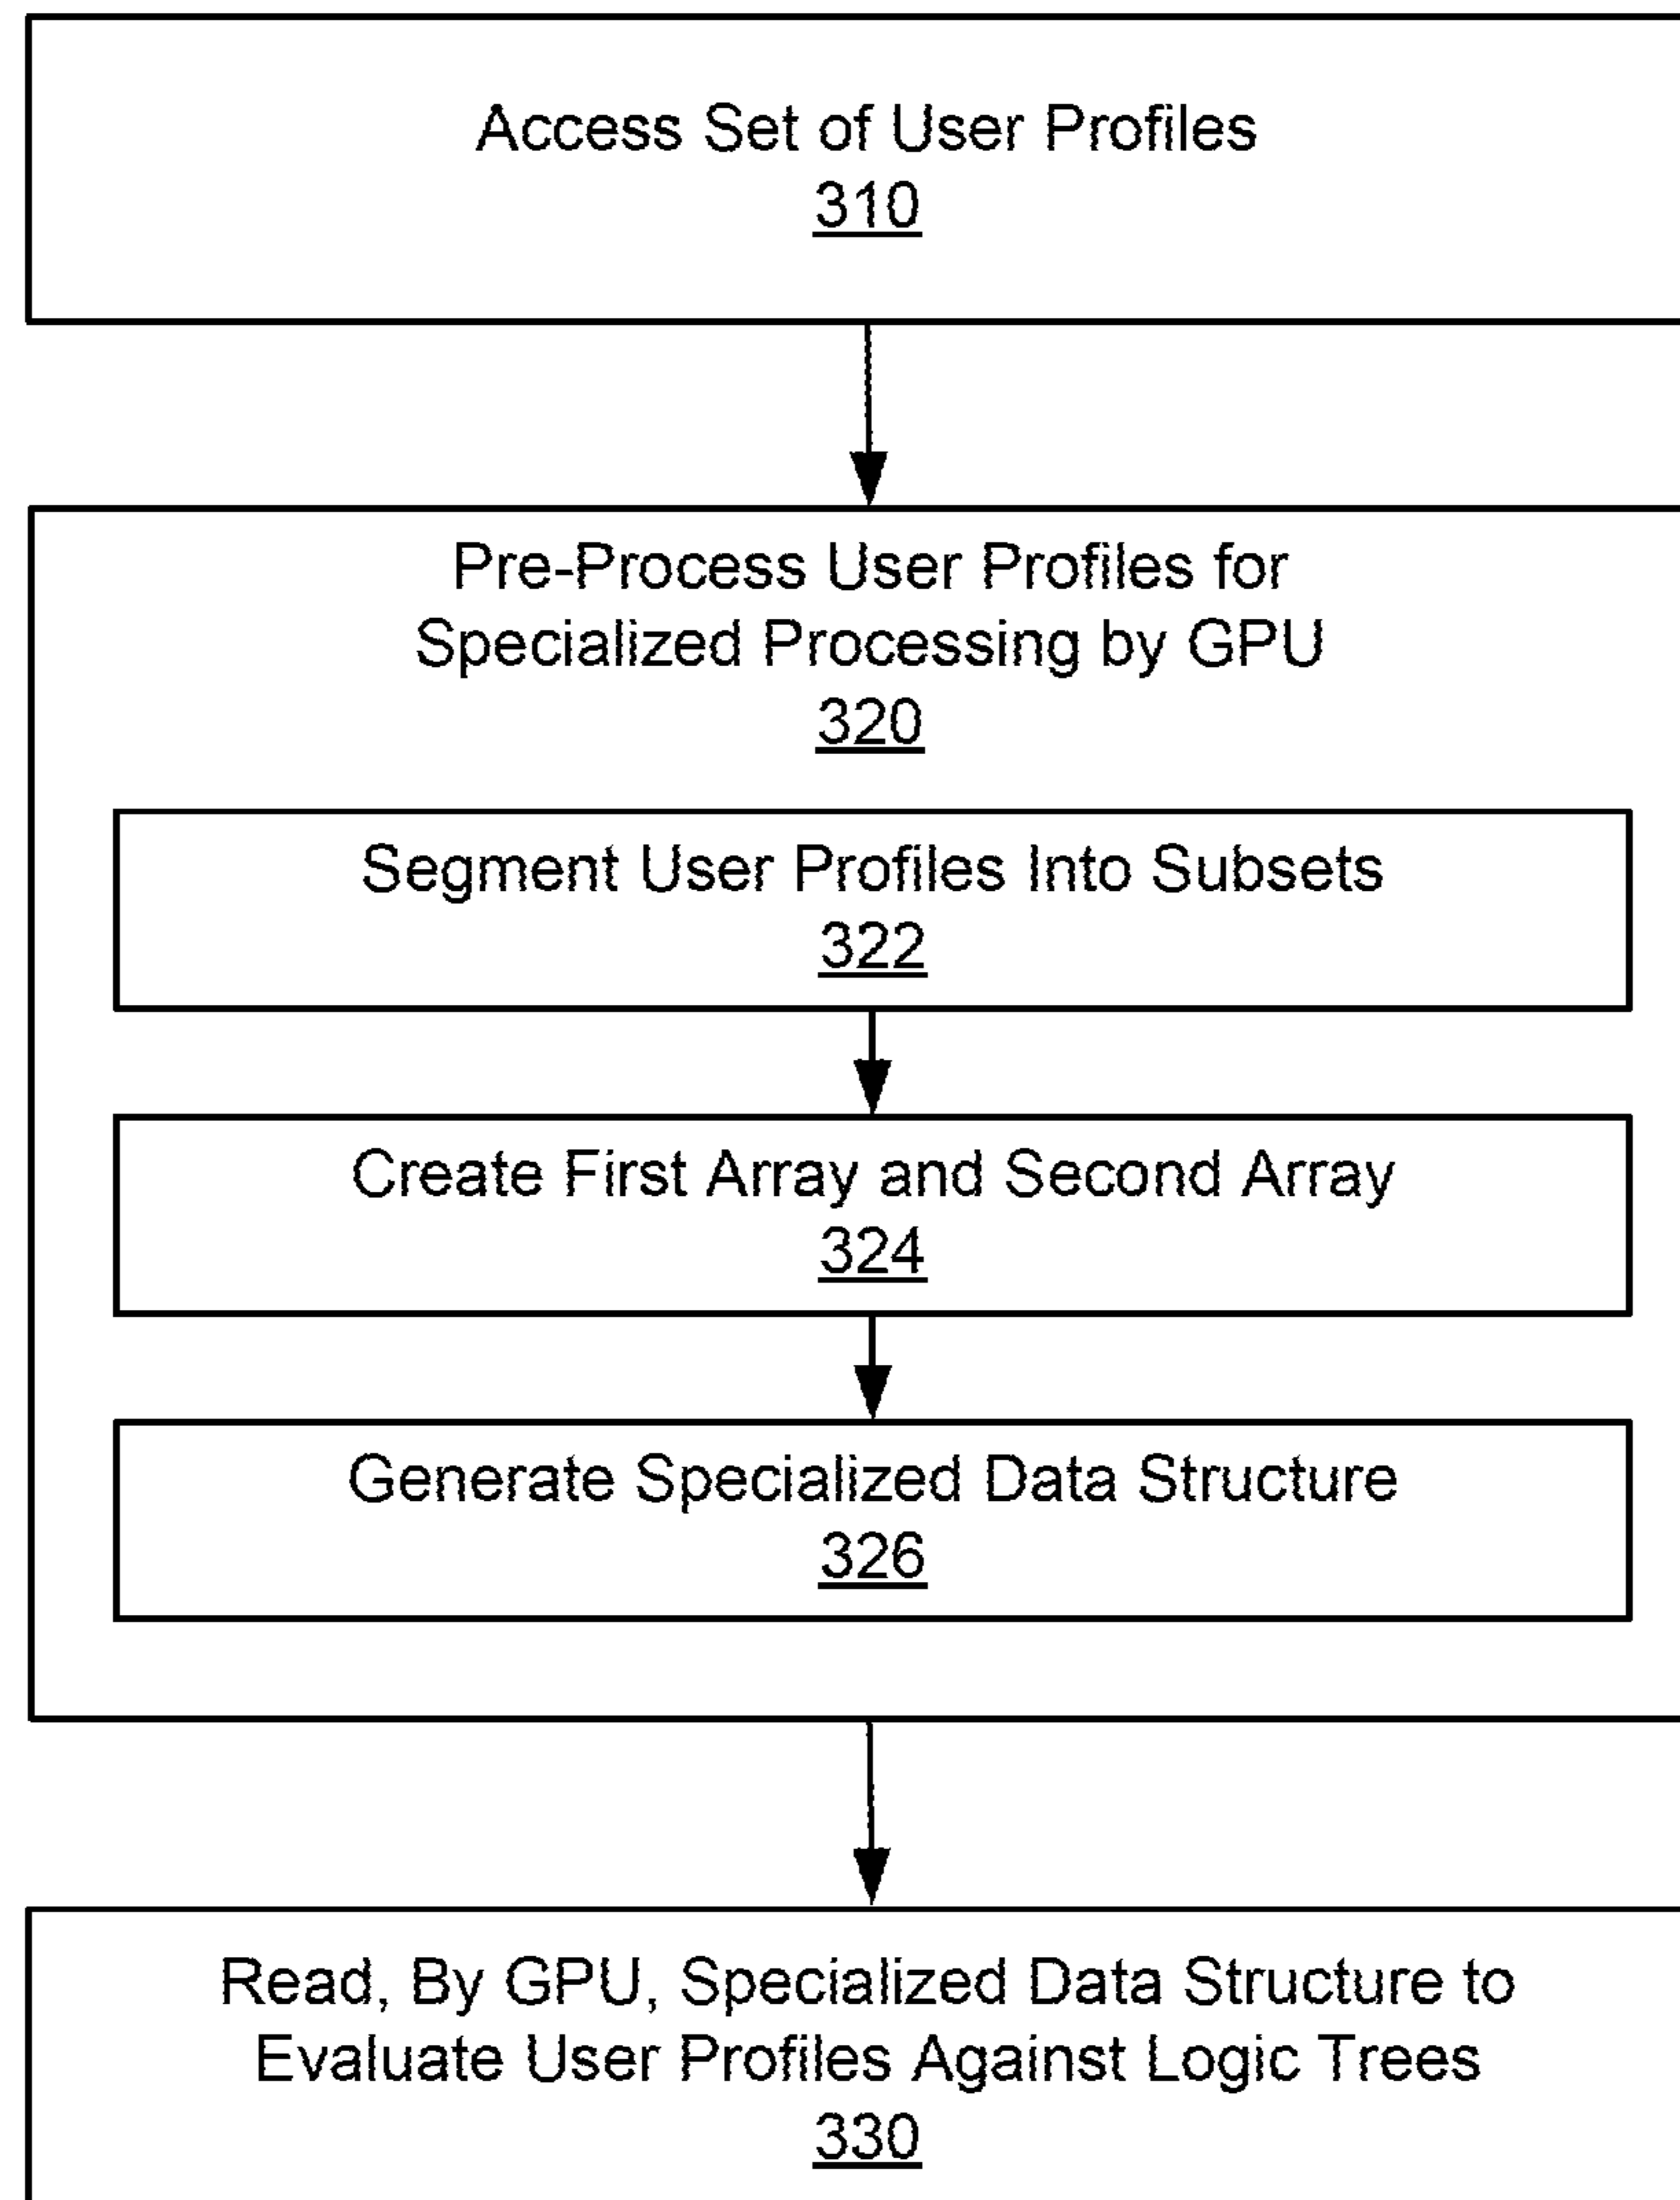 Access Set of User Profiles
310
Pre-Process User Profiles for
Specialized Processing by GPU
320
Segment User Profiles Into Subsets
322
Create First Array and Second Array
324
Generate Specialized Data Structure
326
Read, By GPU, Specialized Data Structure to
Evaluate User Profiles Against Logic Trees
330